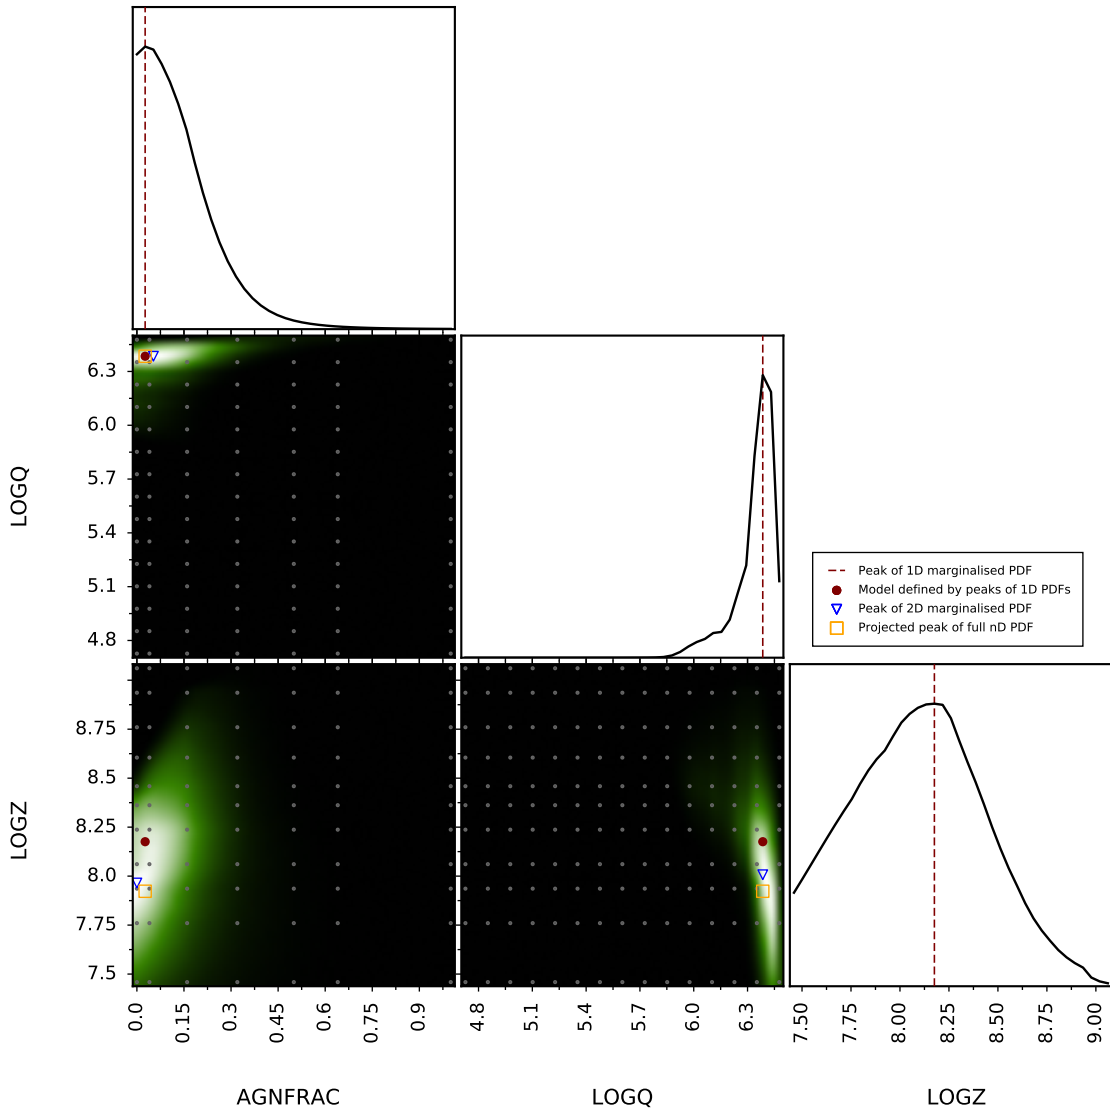 6.3
6.0
5.7
5.4
5.1
4.8
LOGQ
Peak of 1D marginalised PDF
Model defined by peaks of 1D PDFs
Peak of 2D marginalised PDF
Projected peak of full nD PDF
8.75
8.5
8.25
8.0
7.75
7.5
LOGZ
0.0 0.15 0.3 0.45 0.6 0.75 0.9
4.8 5.1 5.4 5.7 6.0 6.3
7.50 7.75 8.00 8.25 8.50 8.75 9.00
AGNFRAC LOGQ LOGZ